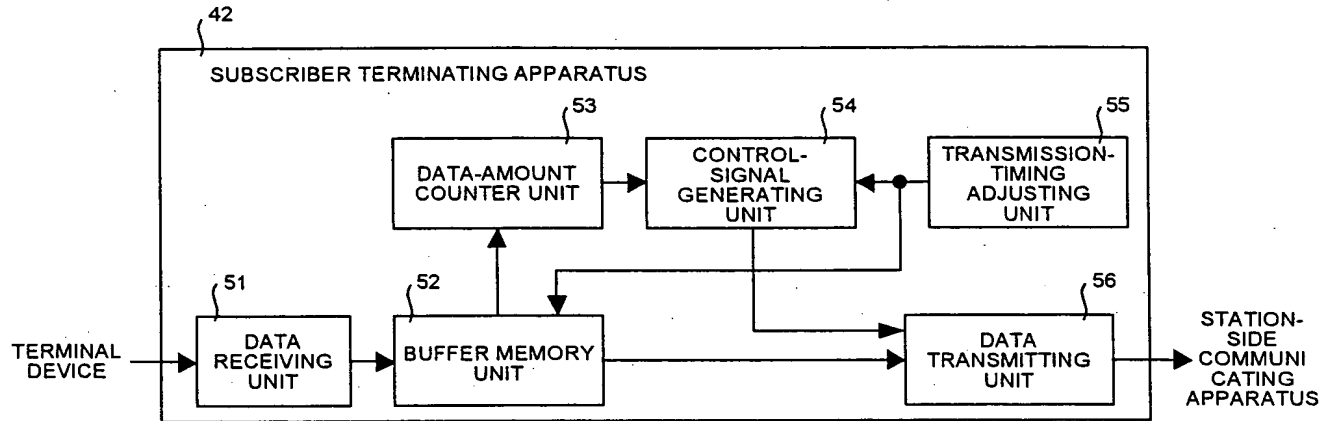 42
SUBSCRIBER TERMINATING APPARATUS
53
DATA-AMOUNT
COUNTER UNIT
54
CONTROL-
SIGNAL
GENERATING
UNIT
55
TRANSMISSION-
TIMING
ADJUSTING
UNIT
TERMINAL
DEVICE
51
DATA
RECEIVING
UNIT
52
BUFFER MEMORY
UNIT
56
DATA
TRANSMITTING
UNIT
STATION-
SIDE
COMMUNI
CATING
APPARATUS